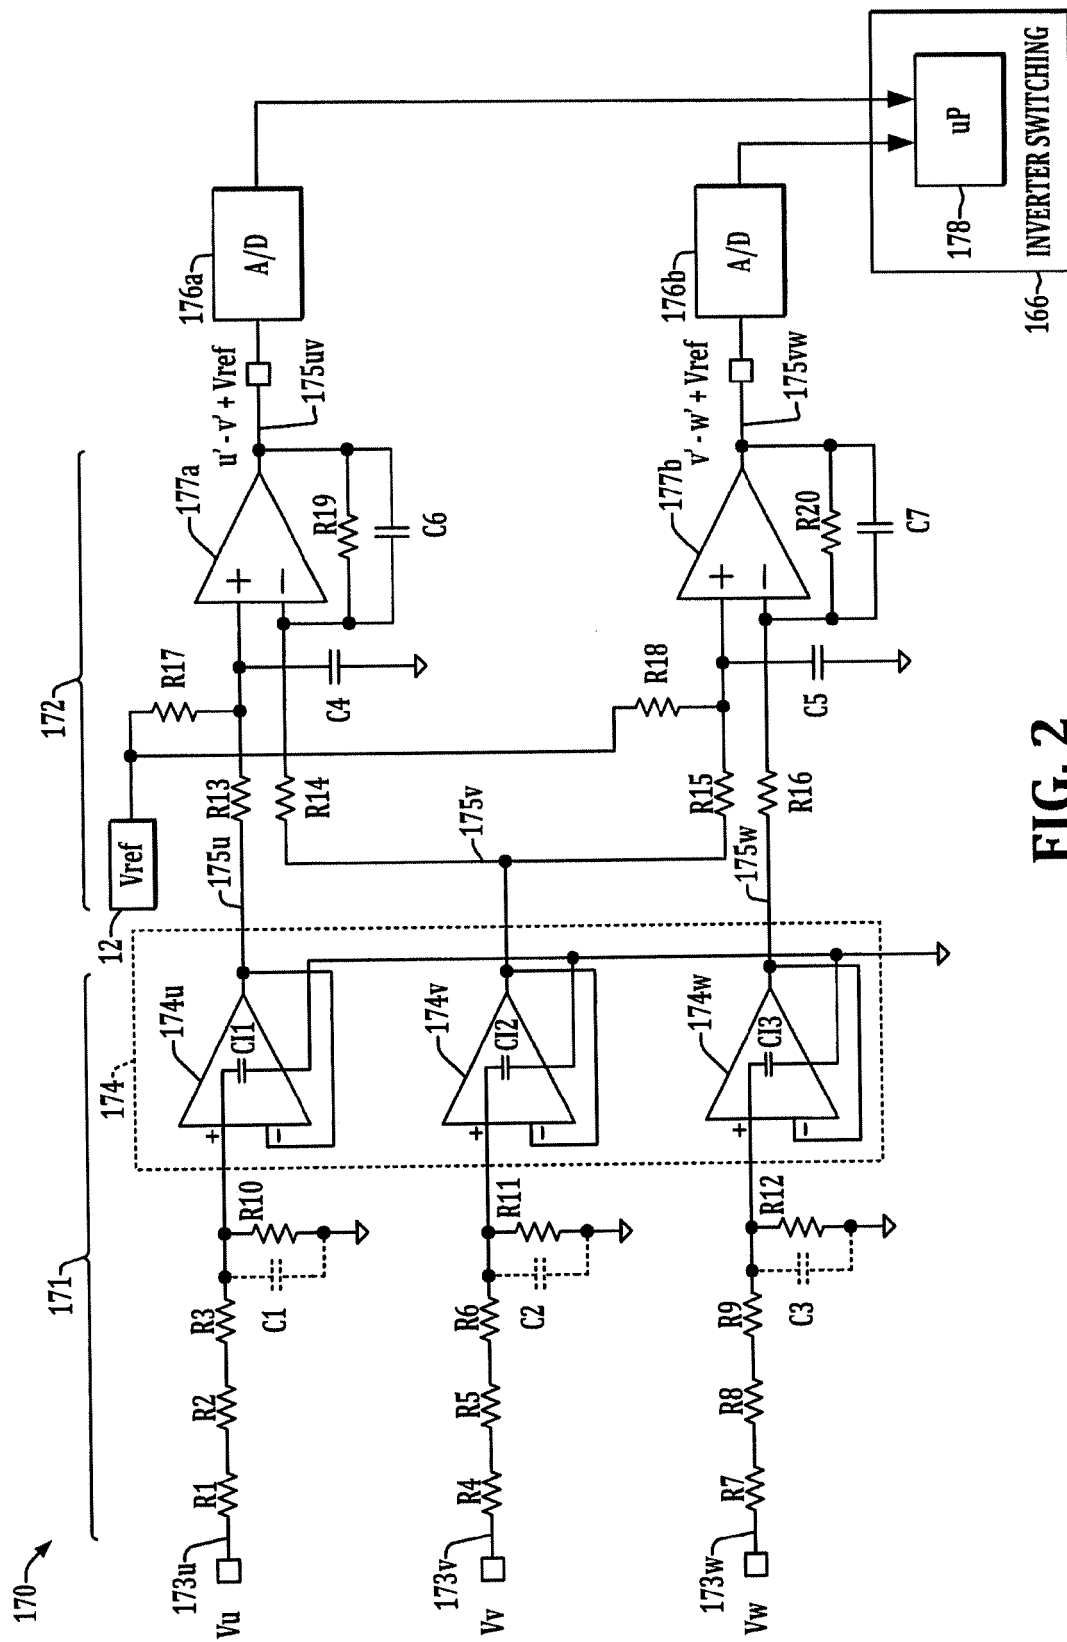 170
171
172
12
Vref
174
173u
Vu
R1
R2
R3
C1
R10
+
−
174u
CI1
175u
R13
R14
R17
C4
+
−
177a
R19
C6
u' - v' + Vref
175uv
176a
A/D
173v
Vv
R4
R5
R6
C2
R11
+
−
174v
CI2
175v
173w
Vw
R7
R8
R9
C3
R12
+
−
174w
CI3
175w
R15
R16
R18
C5
+
−
177b
R20
C7
v' - w' + Vref
175vw
176b
A/D
uP
178
INVERTER SWITCHING
166
FIG. 2